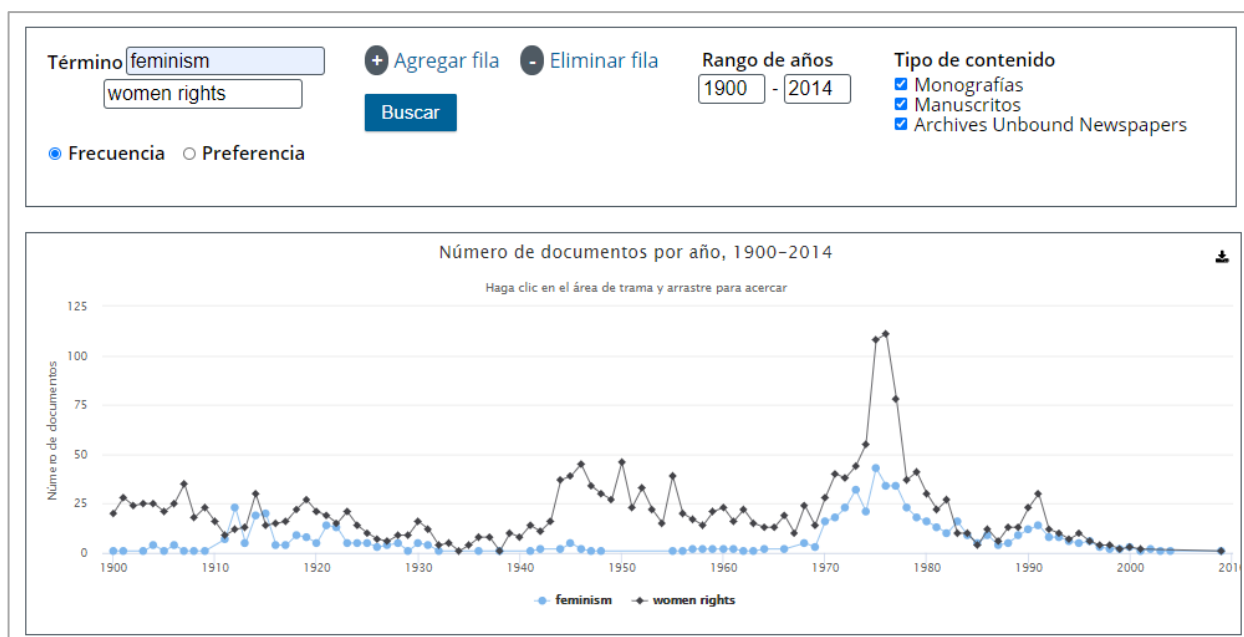 Término feminism + Agregar fila - Eliminar fila Rango de años Tipo de contenido
women rights Buscar 1900 - 2014 Monografías
Manuscritos
Archives Unbound Newspapers
Frecuencia Preferencia
Número de documentos por año, 1900-2014
Haga clic en el área de trama y arrastre para acercar
Número de documentos
125
100
75
50
25
0
1900 1910 1920 1930 1940 1950 1960 1970 1980 1990 2000 2010
feminism women rights